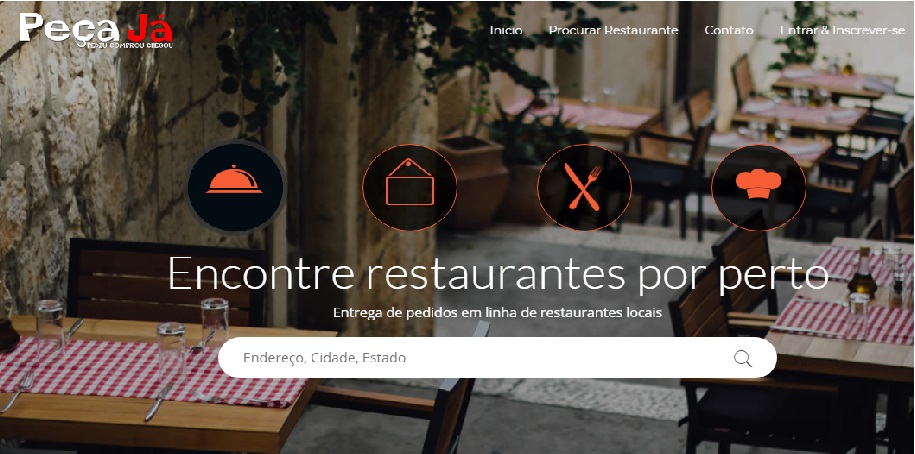 Peça Já
PEDIU COMPROU CHEGOU
Inicio Procurar Restaurante Contato Entrar & Inscrever-se
Encontre restaurantes por perto
Entrega de pedidos em linha de restaurantes locais
Endereço, Cidade, Estado